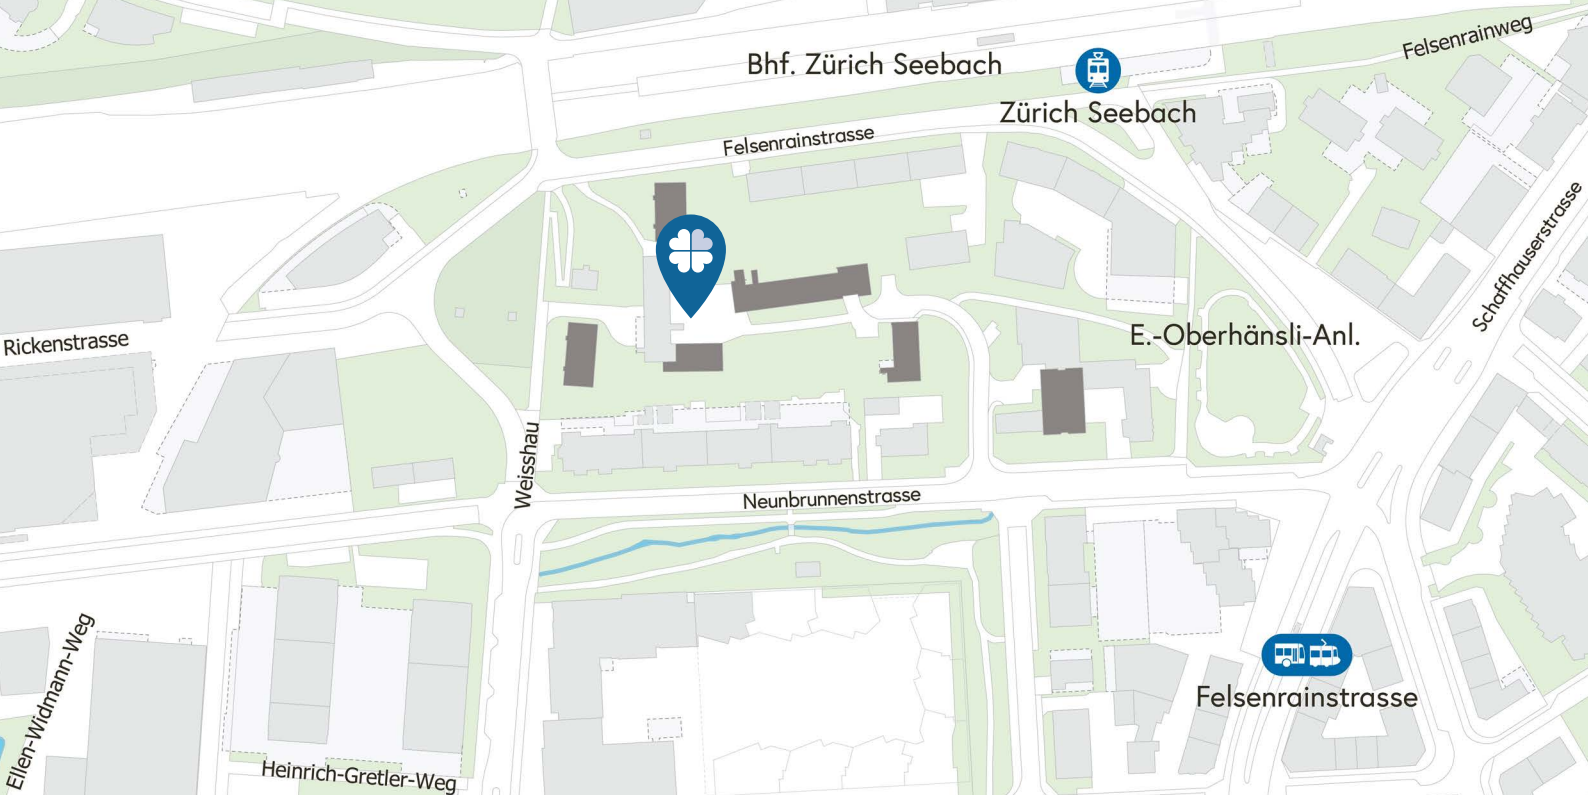 Felsenrainweg
Bhf. Zürich Seebach
Zürich Seebach
Felsenrainstrasse
Schaffhauserstrasse
Rickenstrasse
E.-Oberhänsli-Anl.
Weisshau
Neunbrunnenstrasse
Ellen-Widmann-Weg
Felsenrainstrasse
Heinrich-Gretler-Weg